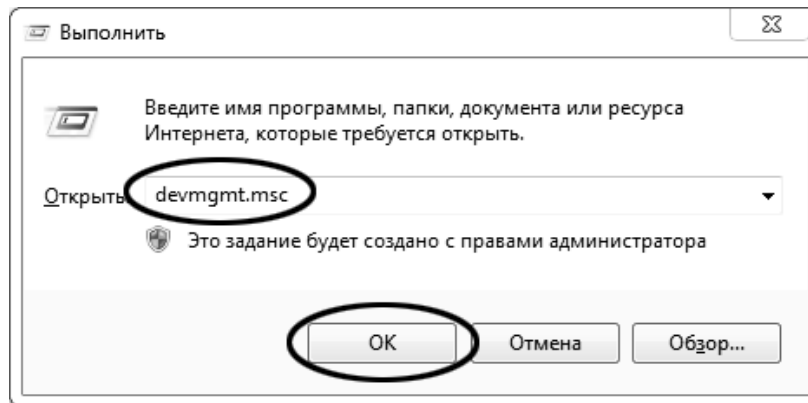 Выполнить
Введите имя программы, папки, документа или ресурса
Интернета, которые требуется открыть.
Открыть devmgmt.msc
Это задание будет создано с правами администратора
OK Отмена Обзор...